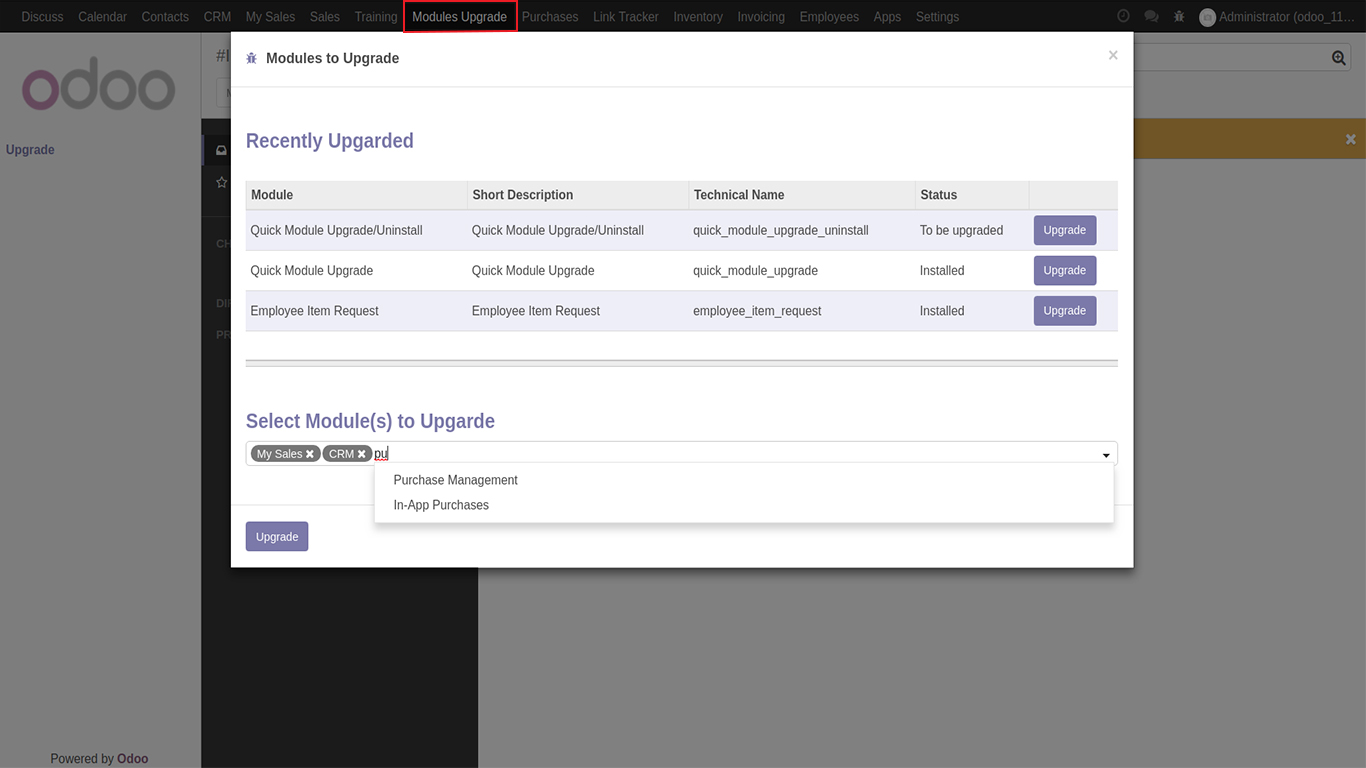 Discuss Calendar Contacts CRM My Sales Sales Training Modules Upgrade Purchases Link Tracker Inventory Invoicing Employees Apps Settings Administrator (odoo_11…
odoo
Upgrade
#I
Modules to Upgrade ×
Recently Upgarded
Module Short Description Technical Name Status
Quick Module Upgrade/Uninstall Quick Module Upgrade/Uninstall quick_module_upgrade_uninstall To be upgraded Upgrade
Quick Module Upgrade Quick Module Upgrade quick_module_upgrade Installed Upgrade
Employee Item Request Employee Item Request employee_item_request Installed Upgrade
CH
DIR
PR
Select Module(s) to Upgarde
My Sales × CRM × pu
Purchase Management
In-App Purchases
Upgrade
Powered by Odoo